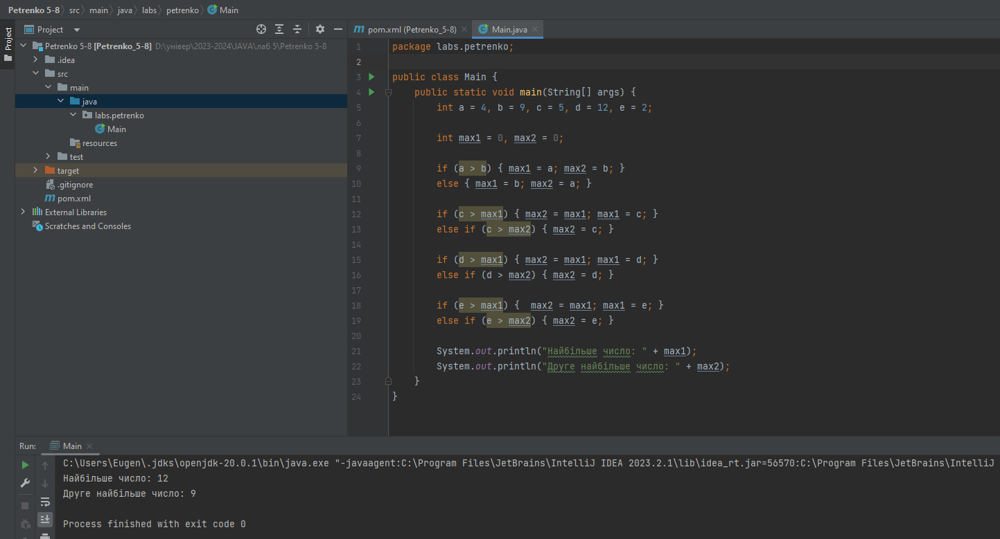 Petrenko 5-8 src main java labs petrenko Main
Project
Project
pom.xml (Petrenko_5-8)
Main.java
Petrenko 5-8 [Petrenko_5-8] D:\універ\2023-2024\JAVA\лаб 5\Petrenko 5-8
.idea
src
main
java
labs.petrenko
Main
resources
test
target
.gitignore
pom.xml
External Libraries
Scratches and Consoles
1 package labs.petrenko;
2
3 public class Main {
4 public static void main(String[] args) {
5 int a = 4, b = 9, c = 5, d = 12, e = 2;
6
7 int max1 = 0, max2 = 0;
8
9 if (a > b) { max1 = a; max2 = b; }
10 else { max1 = b; max2 = a; }
11
12 if (c > max1) { max2 = max1; max1 = c; }
13 else if (c > max2) { max2 = c; }
14
15 if (d > max1) { max2 = max1; max1 = d; }
16 else if (d > max2) { max2 = d; }
17
18 if (e > max1) {  max2 = max1; max1 = e; }
19 else if (e > max2) { max2 = e; }
20
21 System.out.println("Найбільше число: " + max1);
22 System.out.println("Друге найбільше число: " + max2);
23 }
24 }
Run: Main
C:\Users\Eugen\.jdks\openjdk-20.0.1\bin\java.exe "-javaagent:C:\Program Files\JetBrains\IntelliJ IDEA 2023.2.1\lib\idea_rt.jar=56570:C:\Program Files\JetBrains\IntelliJ
Найбільше число: 12
Друге найбільше число: 9
Process finished with exit code 0